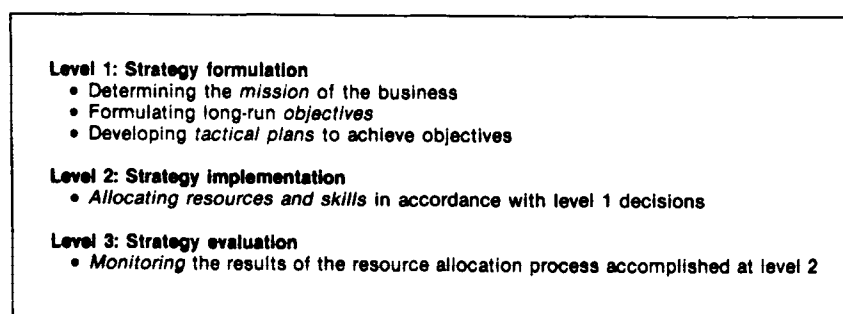 Level 1: Strategy formulation
• Determining the mission of the business
• Formulating long-run objectives
• Developing tactical plans to achieve objectives
Level 2: Strategy implementation
• Allocating resources and skills in accordance with level 1 decisions
Level 3: Strategy evaluation
• Monitoring the results of the resource allocation process accomplished at level 2